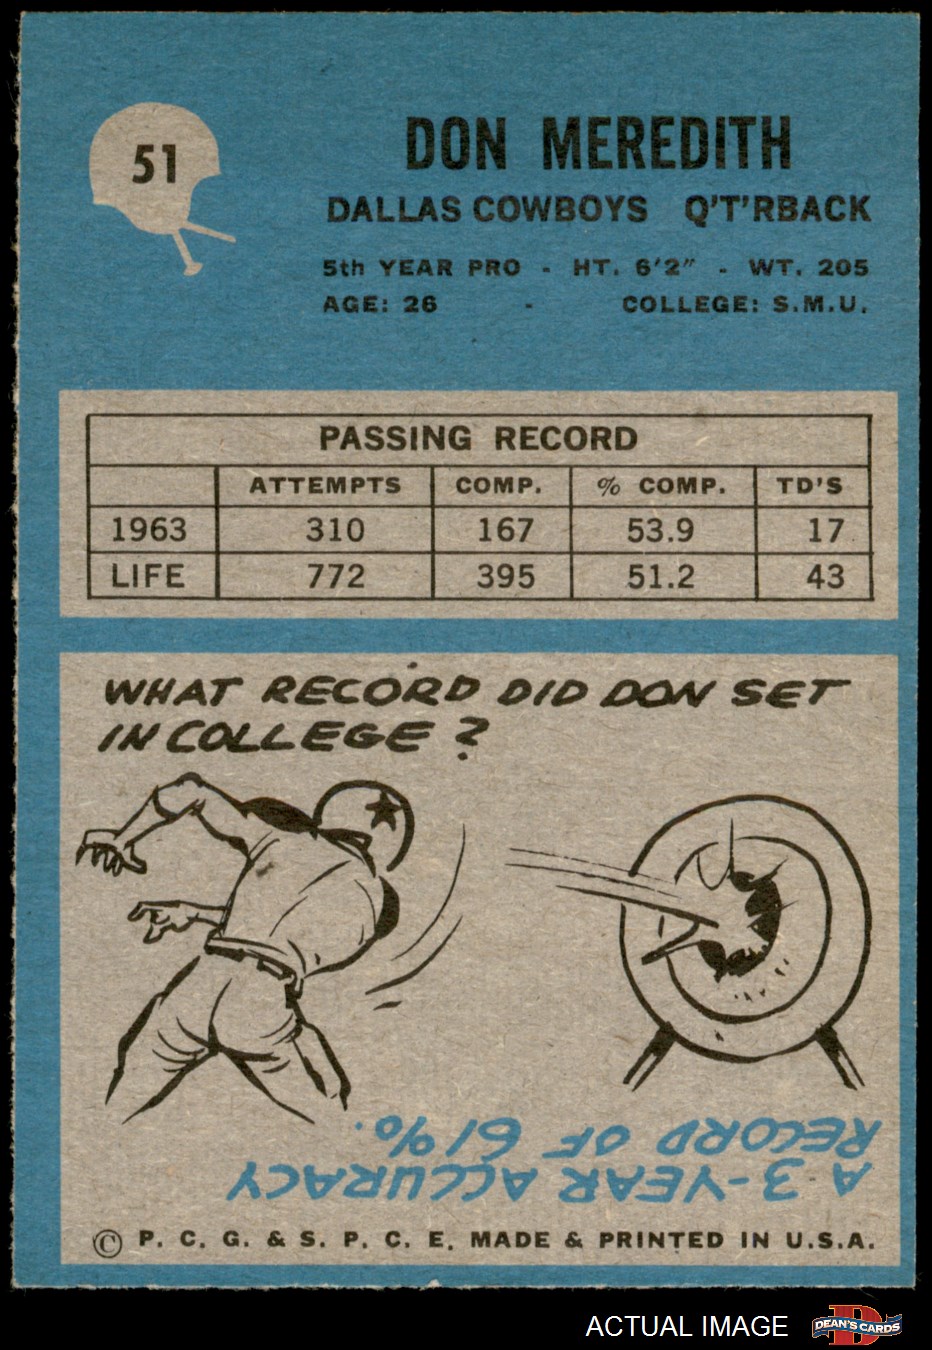 51
DON MEREDITH
DALLAS COWBOYS Q'T'RBACK
5th YEAR PRO - HT. 6'2" - WT. 205
AGE: 26 - COLLEGE: S.M.U.
PASSING RECORD
ATTEMPTS COMP. % COMP. TD'S
1963 310 167 53.9 17
LIFE 772 395 51.2 43
WHAT RECORD DID DON SET
IN COLLEGE?
A 3-YEAR ACCURACY
RECORD OF 61%.
© P. C. G. & S. P. C. E. MADE & PRINTED IN U.S.A.
ACTUAL IMAGE
D
DEAN'S CARDS